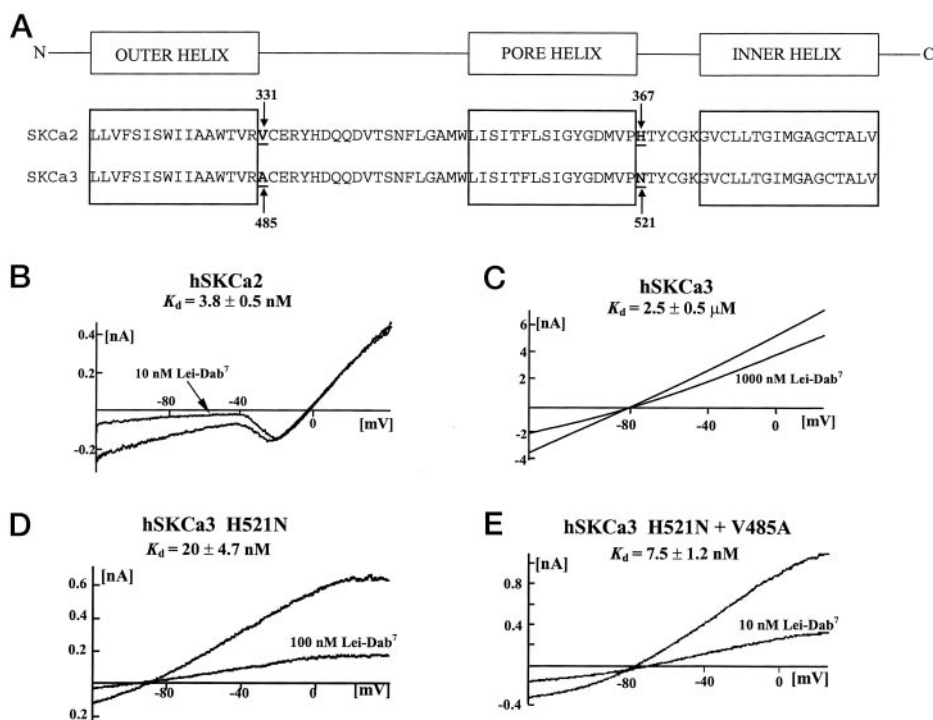 A
N
OUTER HELIX
PORE HELIX
INNER HELIX
C
331
367
SKCa2 LLVFSISWIIAAWTVRVCERYHDQQDVTSNFLGAMWLISITFLSIGYGDMVPHTYCGKGVCLLTGIMGAGCTALV
SKCa3 LLVFSISWIIAAWTVRACERYHDQQDVTSNFLGAMWLISITFLSIGYGDMVPNTYCGKGVCLLTGIMGAGCTALV
485
521
B
hSKCa2
Kd = 3.8 ± 0.5 nM
0.4
[nA]
0.2
10 nM Lei-Dab7
-80
-40
0
[mV]
-0.2
C
hSKCa3
Kd = 2.5 ± 0.5 μM
6
[nA]
4
2
1000 nM Lei-Dab7
-80
-40
0
[mV]
-2
-4
D
hSKCa3 H521N
Kd = 20 ± 4.7 nM
[nA]
0.6
0.4
0.2
100 nM Lei-Dab7
-80
-40
0
[mV]
0.2
E
hSKCa3 H521N + V485A
Kd = 7.5 ± 1.2 nM
[nA]
0.8
0.4
10 nM Lei-Dab7
-80
-40
0
[mV]
-0.4